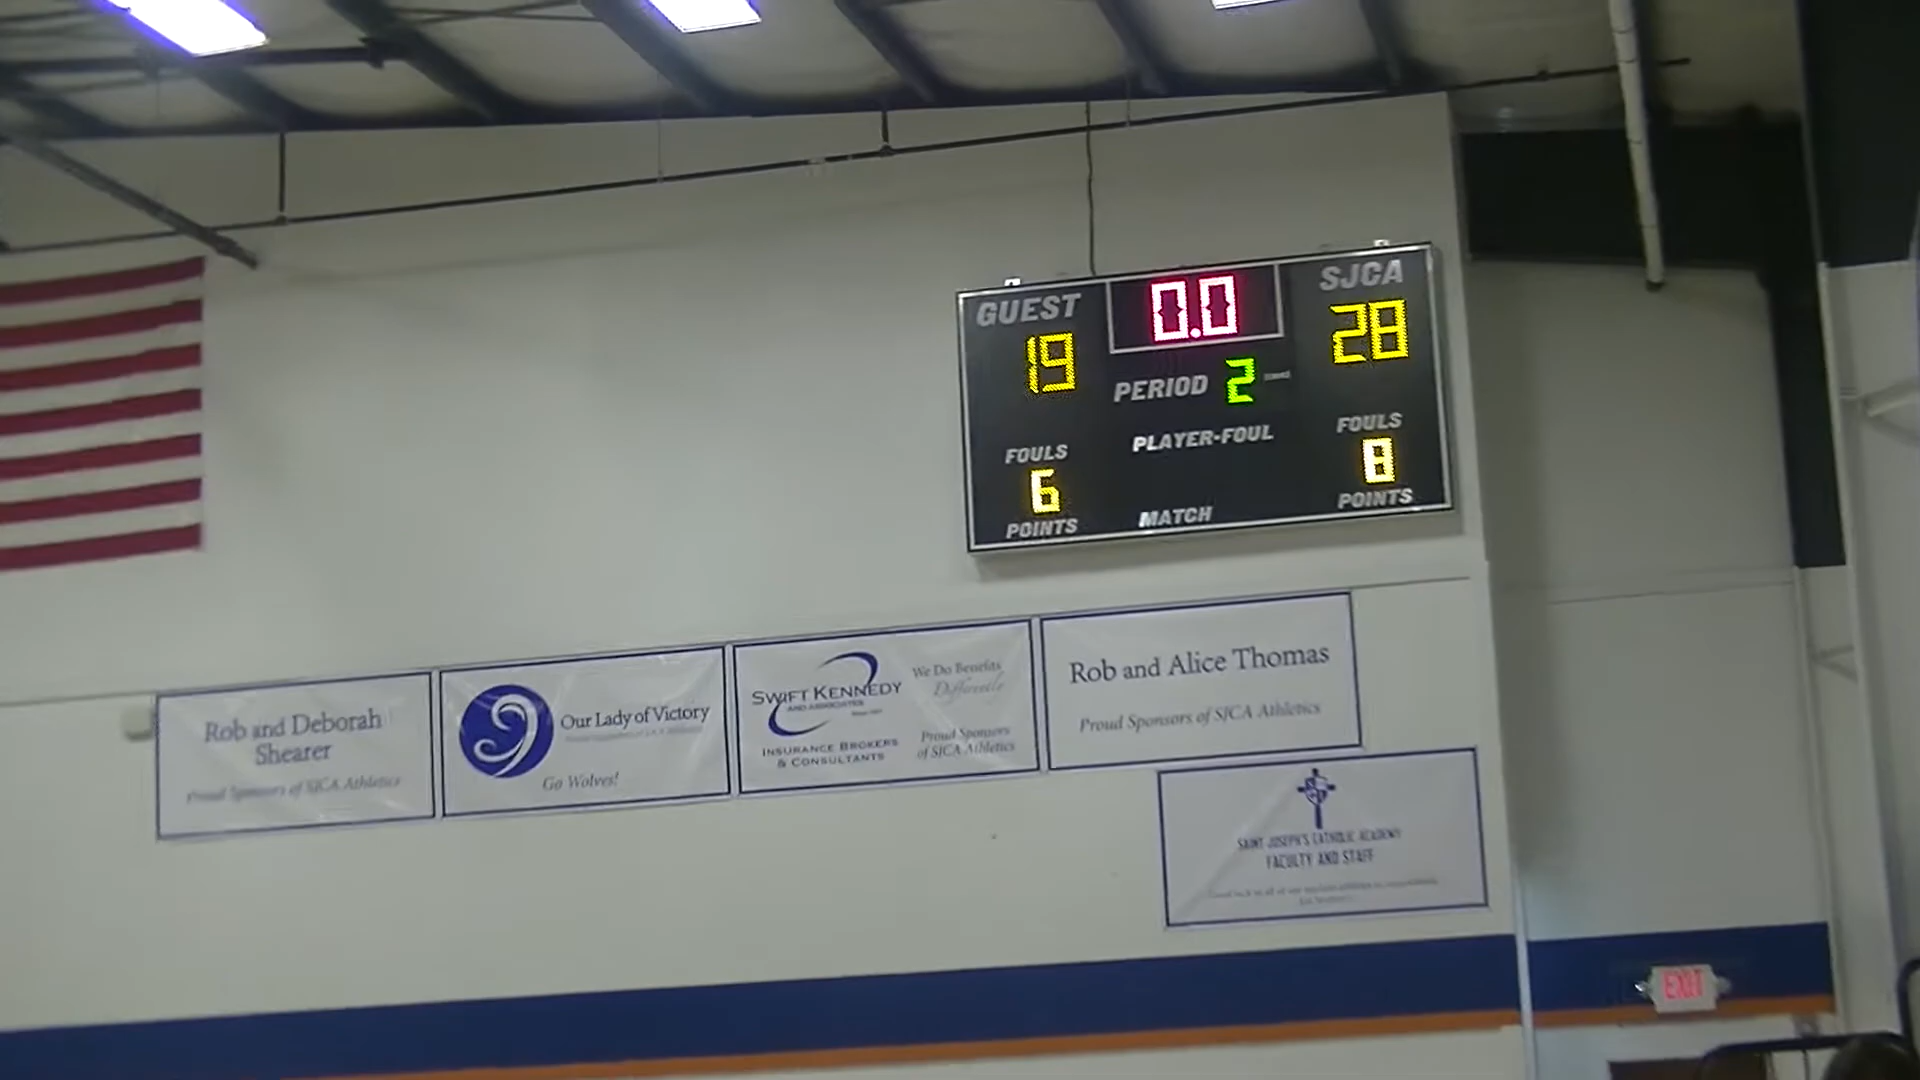 GUEST
0.0
SJCA
19
28
PERIOD 2
PLAYER-FOUL
FOULS
FOULS
6
8
POINTS
MATCH
POINTS
Rob and Deborah
Shearer
Proud Sponsors of SJCA Athletics
Our Lady of Victory
Go Wolves!
SWIFT KENNEDY
AND ASSOCIATES
INSURANCE BROKERS
& CONSULTANTS
We Do Benefits
Differently
Proud Sponsors
of SJCA Athletics
Rob and Alice Thomas
Proud Sponsors of SJCA Athletics
SAINT JOSEPH'S CATHOLIC ACADEMY
FACULTY AND STAFF
EXIT